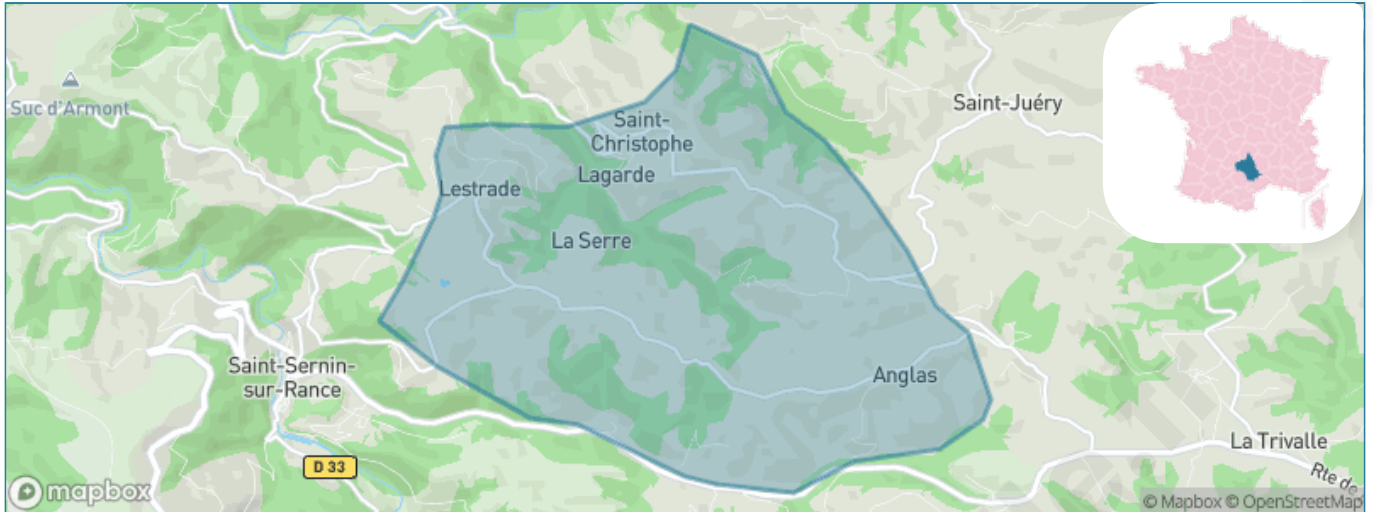 Suc d'Armont
Saint-
Christophe
Saint-Juéry
Lagarde
Lestrade
La Serre
Saint-Sernin-
sur-Rance
Anglas
D 33
La Trivalle
Rte de
mapbox
© Mapbox © OpenStreetMap